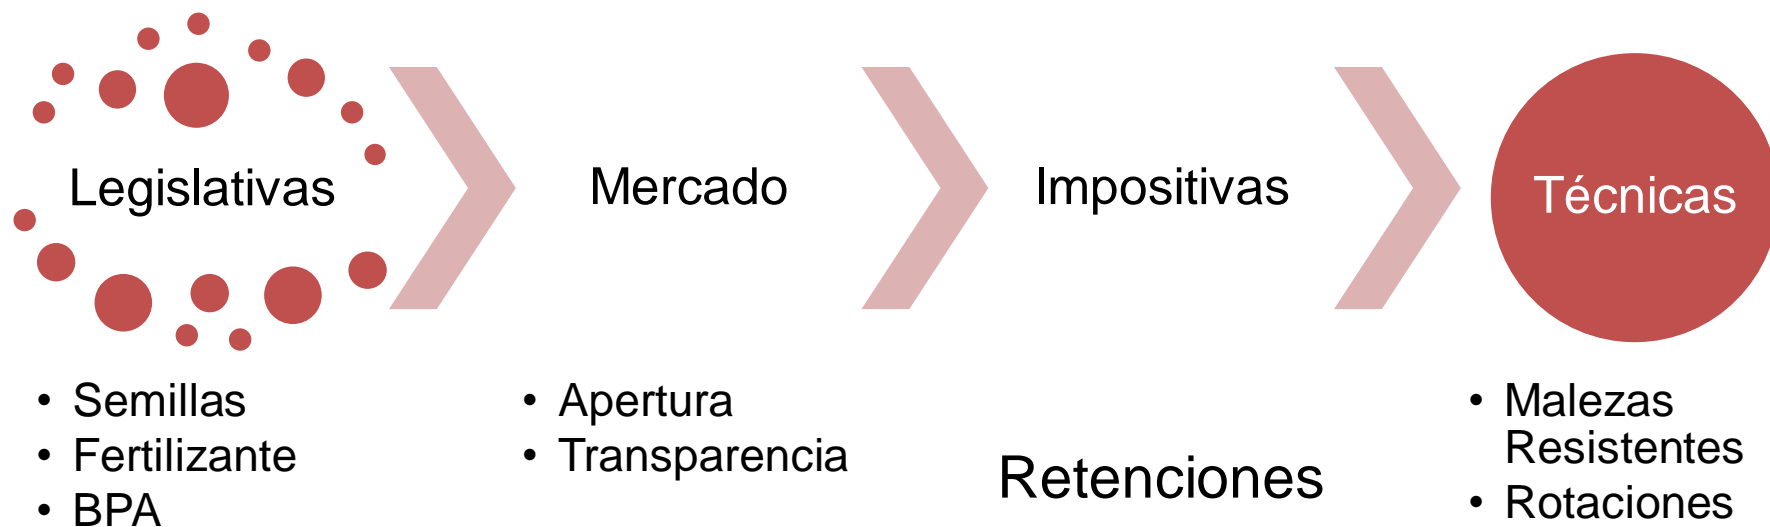 Legislativas
Mercado
Impositivas
Técnicas
• Semillas
• Fertilizante
• BPA
• Apertura
• Transparencia
Retenciones
• Malezas
Resistentes
• Rotaciones